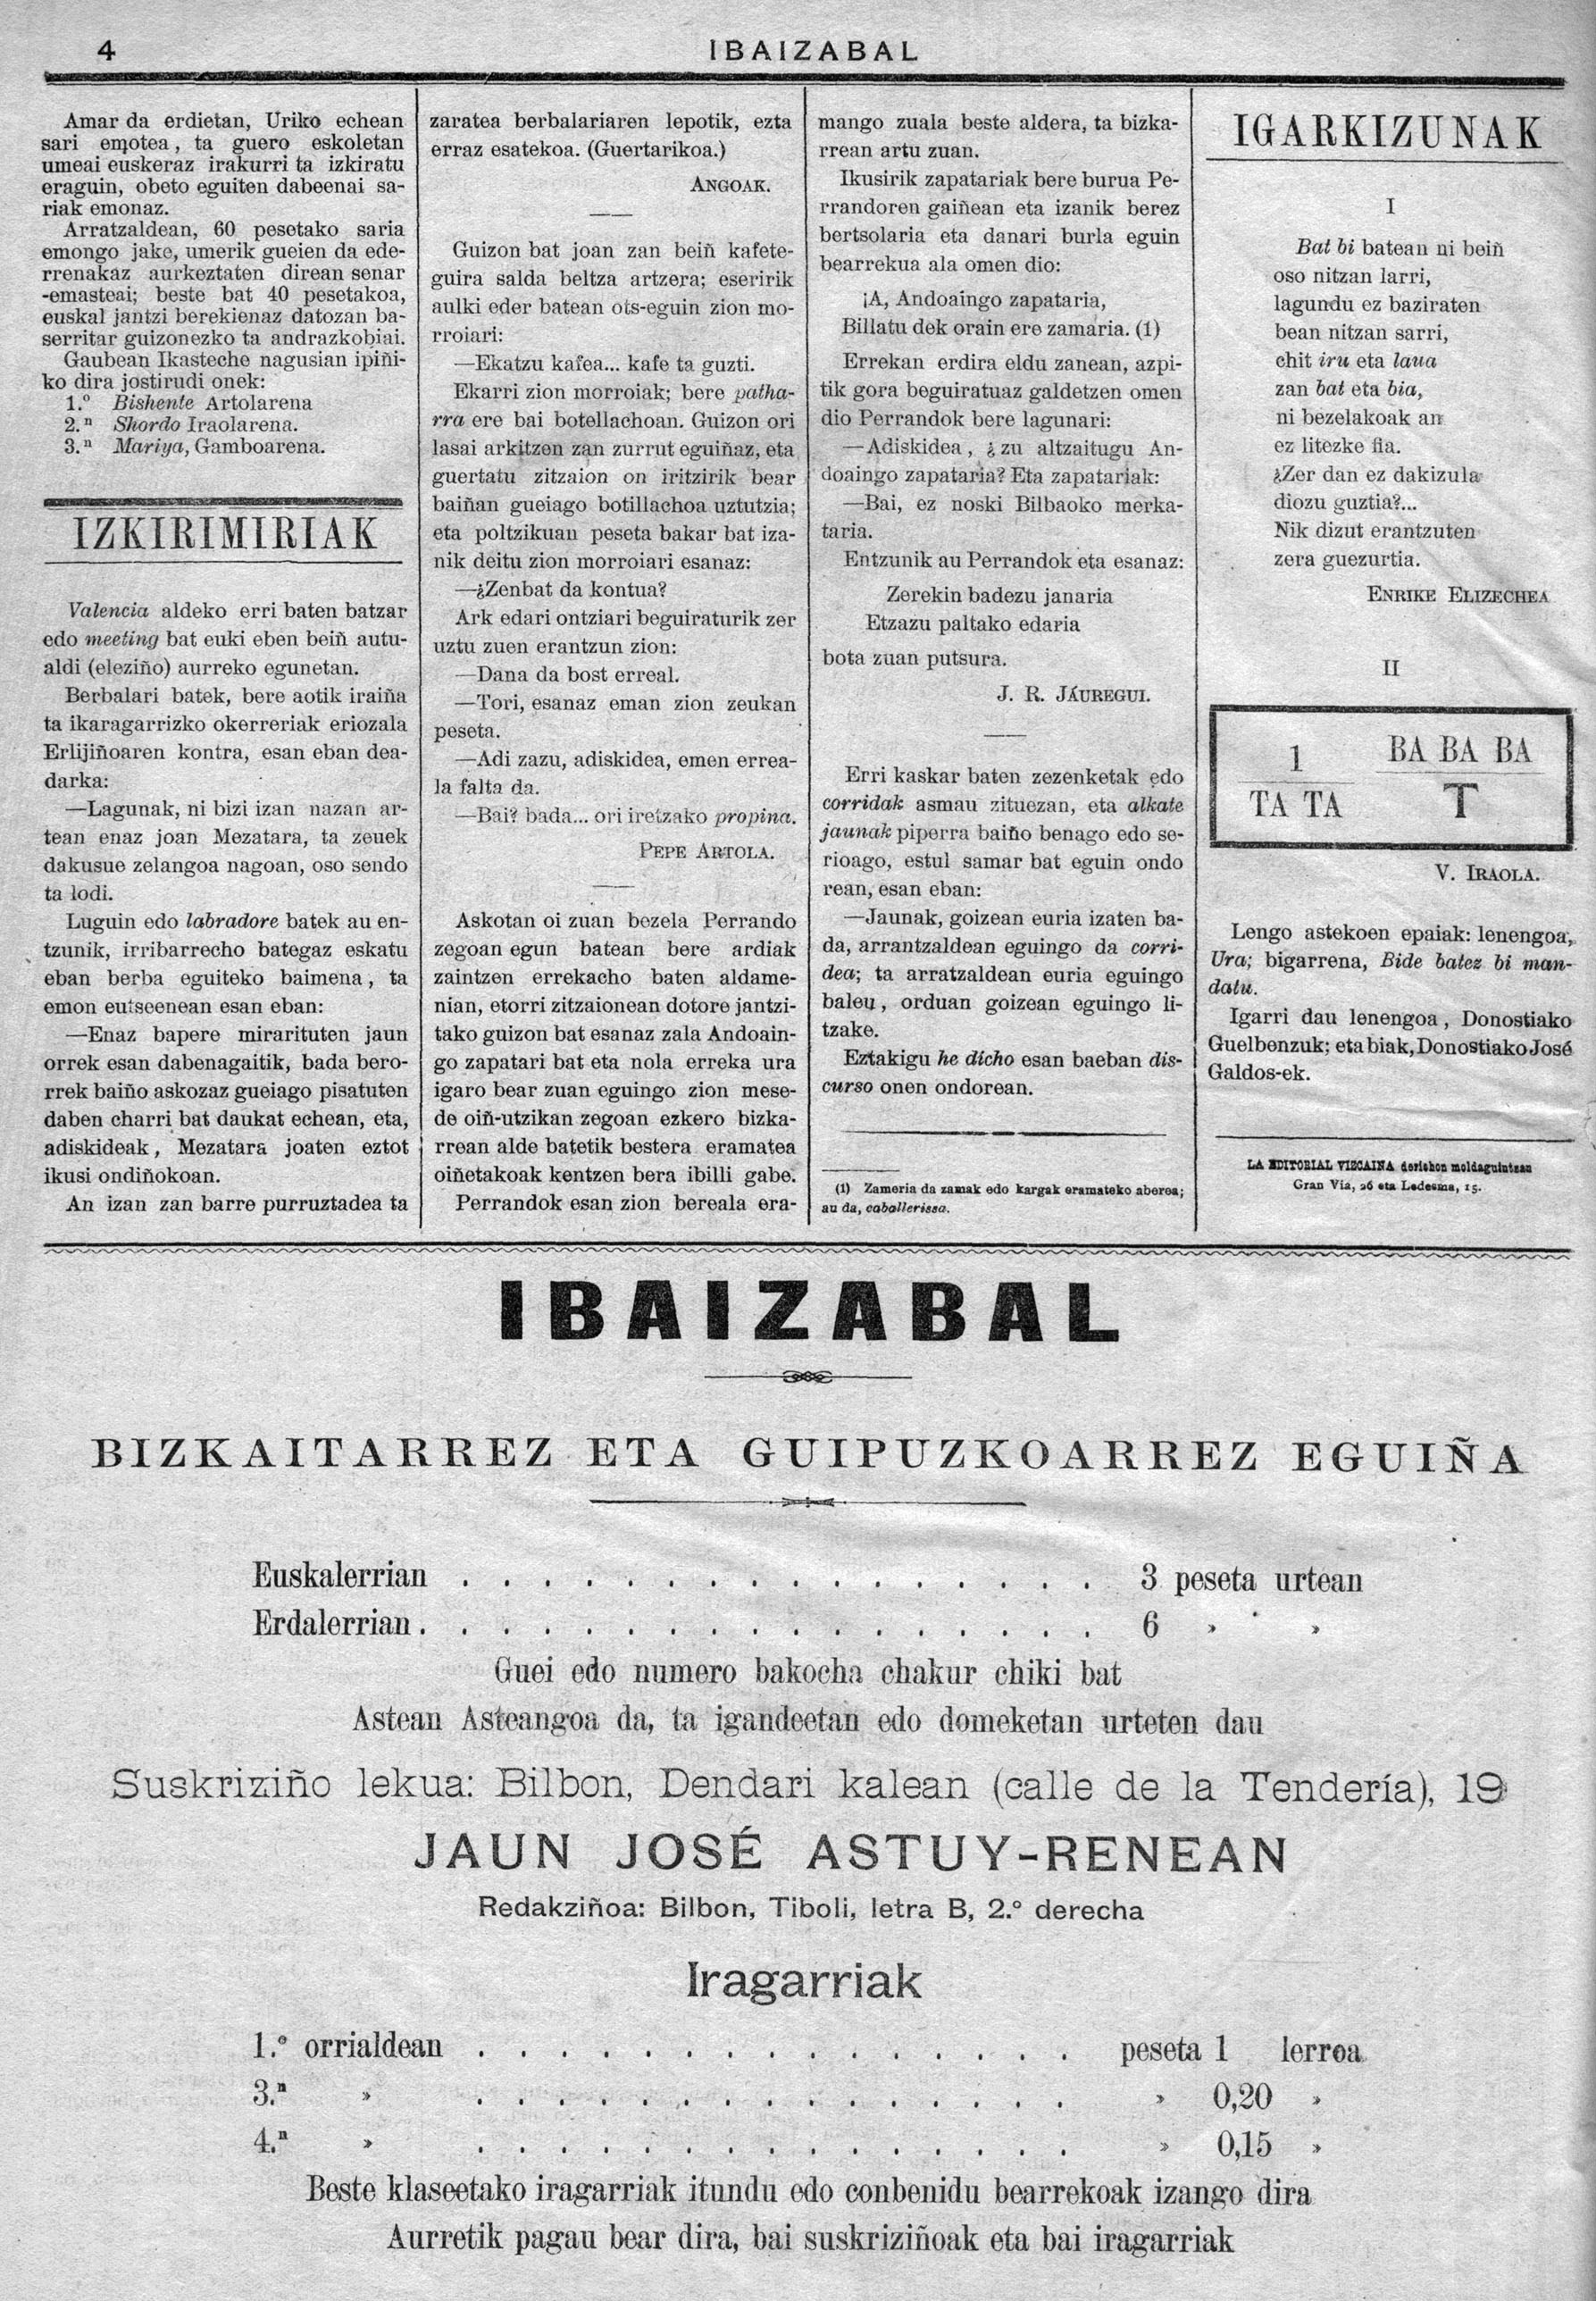 4
IBAIZABAL
Amar da erdietan, Uriko echean
sari emotea, ta guero eskoletan
umeai euskeraz irakurri ta izkiratu
eraguin, obeto eguiten dabeenai sa-
riak emonaz.
Arratzaldean, 60 pesetako saria
emongo jake, umerik gueien da ede-
rrenakaz aurkeztaten direan senar
-emasteai; beste bat 40 pesetakoa,
euskal jantzi berekienaz datozan ba-
serritar guizonezko ta andrazkobiai.
Gaubean Ikasteche nagusian ipiñi-
ko dira jostirudi onek:
1.º Bishente Artolarena
2.ⁿ Shordo Iraolarena.
3.ⁿ Mariya, Gamboarena.
IZKIRIMIRIAK
Valencia aldeko erri baten batzar
edo meeting bat euki eben beiñ autu-
aldi (eleziño) aurreko egunetan.
Berbalari batek, bere aotik iraiña
ta ikaragarrizko okerreriak eriozala
Erlijiñoaren kontra, esan eban dea-
darka:
—Lagunak, ni bizi izan nazan ar-
tean enaz joan Mezatara, ta zeuek
dakusue zelangoa nagoan, oso sendo
ta lodi.
Luguin edo labradore batek au en-
tzunik, irribarrecho bategaz eskatu
eban berba eguiteko baimena, ta
emon eutseenean esan eban:
—Enaz bapere mirarituten jaun
orrek esan dabenagaitik, bada bero-
rrek baiño askozaz gueiago pisatuten
daben charri bat daukat echean, eta,
adiskideak, Mezatara joaten eztot
ikusi ondiñokoan.
An izan zan barre purruztadea ta
zaratea berbalariaren lepotik, ezta
erraz esatekoa. (Guertarikoa.)
ANGOAK.
Guizon bat joan zan beiñ kafete-
guira salda beltza artzera; eseririk
aulki eder batean ots-eguin zion mo-
rroiari:
—Ekatzu kafea... kafe ta guzti.
Ekarri zion morroiak; bere patha-
rra ere bai botellachoan. Guizon ori
lasai arkitzen zan zurrut eguiñaz, eta
guertatu zitzaion on iritzirik bear
baiñan gueiago botillachoa uztutzia;
eta poltzikuan peseta bakar bat iza-
nik deitu zion morroiari esanaz:
—¿Zenbat da kontua?
Ark edari ontziari beguiraturik zer
uztu zuen erantzun zion:
—Dana da bost erreal.
—Tori, esanaz eman zion zeukan
peseta.
—Adi zazu, adiskidea, emen errea-
la falta da.
—Bai? bada... ori iretzako propina.
PEPE ARTOLA.
Askotan oi zuan bezela Perrando
zegoan egun batean bere ardiak
zaintzen errekacho baten aldame-
nian, etorri zitzaionean dotore jantzi-
tako guizon bat esanaz zala Andoain-
go zapatari bat eta nola erreka ura
igaro bear zuan eguingo zion mese-
de oiñ-utzikan zegoan ezkero bizka-
rrean alde batetik bestera eramatea
oiñetakoak kentzen bera ibilli gabe.
Perrandok esan zion bereala era-
mango zuala beste aldera, ta bizka-
rrean artu zuan.
Ikusirik zapatariak bere burua Pe-
rrandoren gaiñean eta izanik berez
bertsolaria eta danari burla eguin
bearrekua ala omen dio:
¡A, Andoaingo zapataria,
Billatu dek orain ere zamaria. (1)
Errekan erdira eldu zanean, azpi-
tik gora beguiratuaz galdetzen omen
dio Perrandok bere lagunari:
—Adiskidea, ¿zu altzaitugu An-
doaingo zapataria? Eta zapatariak:
—Bai, ez noski Bilbaoko merka-
taria.
Entzunik au Perrandok eta esanaz:
Zerekin badezu janaria
Etzazu paltako edaria
bota zuan putsura.
J. R. JÁUREGUI.
Erri kaskar baten zezenketak edo
corridak asmau zituezan, eta alkate
jaunak piperra baiño benago edo se-
rioago, estul samar bat eguin ondo
rean, esan eban:
—Jaunak, goizean euria izaten ba-
da, arrantzaldean eguingo da corri-
dea; ta arratzaldean euria eguingo
baleu, orduan goizean eguingo li-
tzake.
Eztakigu he dicho esan baeban dis-
curso onen ondorean.
(1) Zameria da zamak edo kargak eramateko aberea;
au da, caballerissa.
IGARKIZUNAK
I
Bat bi batean ni beiñ
oso nitzan larri,
lagundu ez baziraten
bean nitzan sarri,
chit iru eta laua
zan bat eta bia,
ni bezelakoak an
ez litezke fia.
¿Zer dan ez dakizula
diozu guztia?...
Nik dizut erantzuten
zera guezurtia.
ENRIKE ELIZECHEA
II
1 BA BA BA
TA TA T
V. IRAOLA.
Lengo astekoen epaiak: lenengoa,
Ura; bigarrena, Bide batez bi man-
datu.
Igarri dau lenengoa, Donostiako
Guelbenzuk; eta biak, Donostiako José
Galdos-ek.
LA EDITORIAL VIZCAINA derichon moldaguintzan
Gran Vía, 26 eta Ledesma, 15.
IBAIZABAL
BIZKAITARREZ ETA GUIPUZKOARREZ EGUIÑA
Euskalerrian . . . . . . . . . . . . . . . . 3 peseta urtean
Erdalerrian . . . . . . . . . . . . . . . . . 6 » »
Guei edo numero bakocha chakur chiki bat
Astean Asteangoa da, ta igandeetan edo domeketan urteten dau
Suskriziño lekua: Bilbon, Dendari kalean (calle de la Tendería), 19
JAUN JOSÉ ASTUY-RENEAN
Redakziñoa: Bilbon, Tiboli, letra B, 2.º derecha
Iragarriak
1.º orrialdean . . . . . . . . . . . . . . . peseta 1 lerroa
3.ⁿ » . . . . . . . . . . . . . . . » 0,20 »
4.ⁿ » . . . . . . . . . . . . . . . » 0,15 »
Beste klaseetako iragarriak itundu edo conbenidu bearrekoak izango dira
Aurretik pagau bear dira, bai suskriziñoak eta bai iragarriak